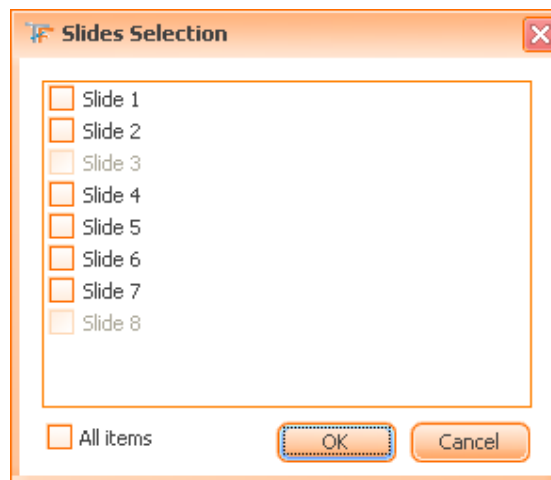 Slides Selection
Slide 1
Slide 2
Slide 3
Slide 4
Slide 5
Slide 6
Slide 7
Slide 8
All items OK Cancel